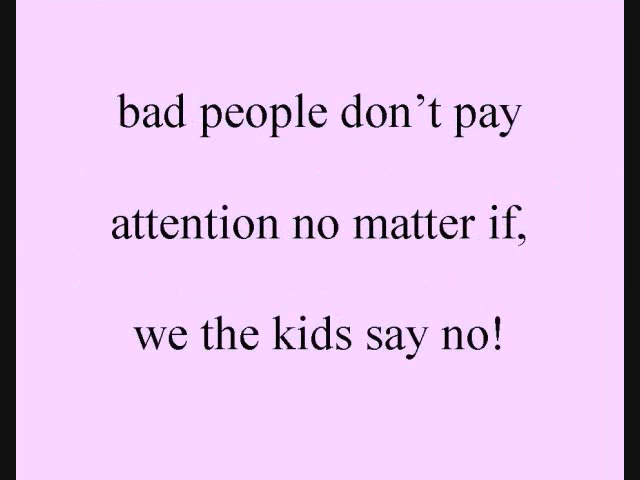 bad people don’t pay
attention no matter if,
we the kids say no!